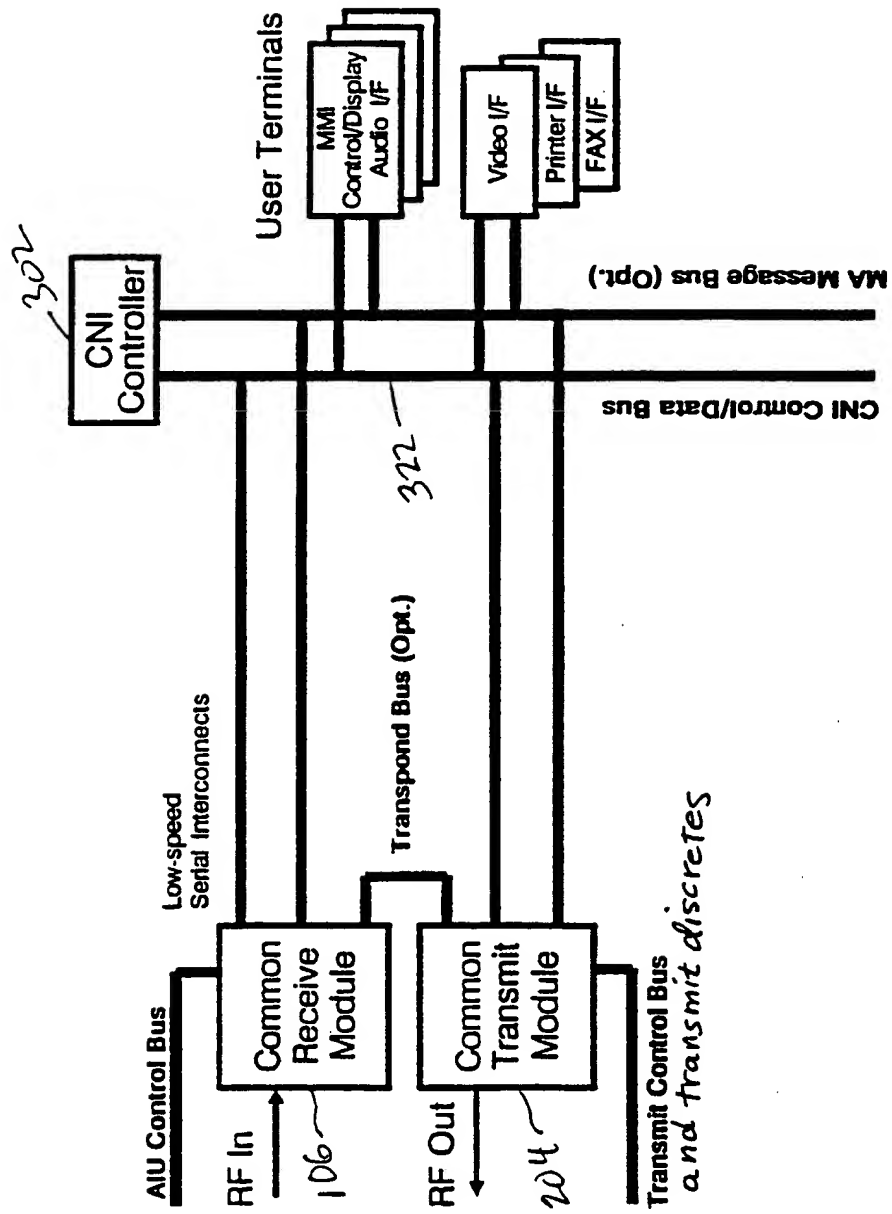 AIU Control Bus
RF In
106
Common
Receive
Module
Low-speed
Serial Interconnects
RF Out
204
Common
Transmit
Module
Transmit Control Bus
and transmit discretes
Transpond Bus (Opt.)
302
CNI
Controller
322
CNI Control/Data Bus
MA Message Bus (Opt.)
User Terminals
MMI
Control/Display
Audio I/F
Video I/F
Printer I/F
FAX I/F